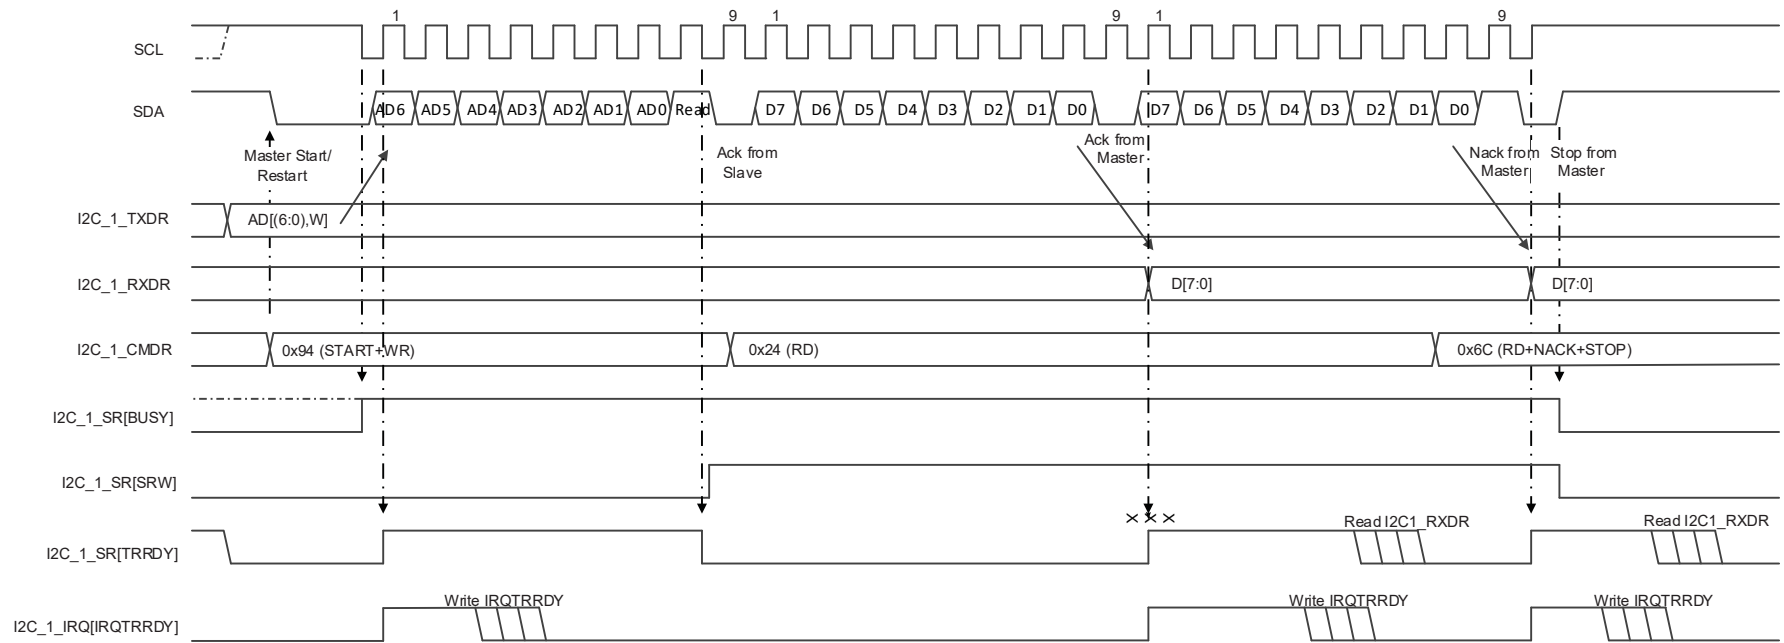 1 9 1 9 1 9
SCL
SDA AD6 AD5 AD4 AD3 AD2 AD1 AD0 Read D7 D6 D5 D4 D3 D2 D1 D0 D7 D6 D5 D4 D3 D2 D1 D0
Master Start/
Restart
Ack from
Slave
Ack from
Master
Nack from
Master
Stop from
Master
I2C_1_TXDR AD[(6:0),W]
I2C_1_RXDR D[7:0] D[7:0]
I2C_1_CMDR 0x94 (START+WR) 0x24 (RD) 0x6C (RD+NACK+STOP)
I2C_1_SR[BUSY]
I2C_1_SR[SRW]
X X X
Read I2C1_RXDR Read I2C1_RXDR
I2C_1_SR[TRRDY]
Write IRQTRRDY Write IRQTRRDY Write IRQTRRDY
I2C_1_IRQ[IRQTRRDY]